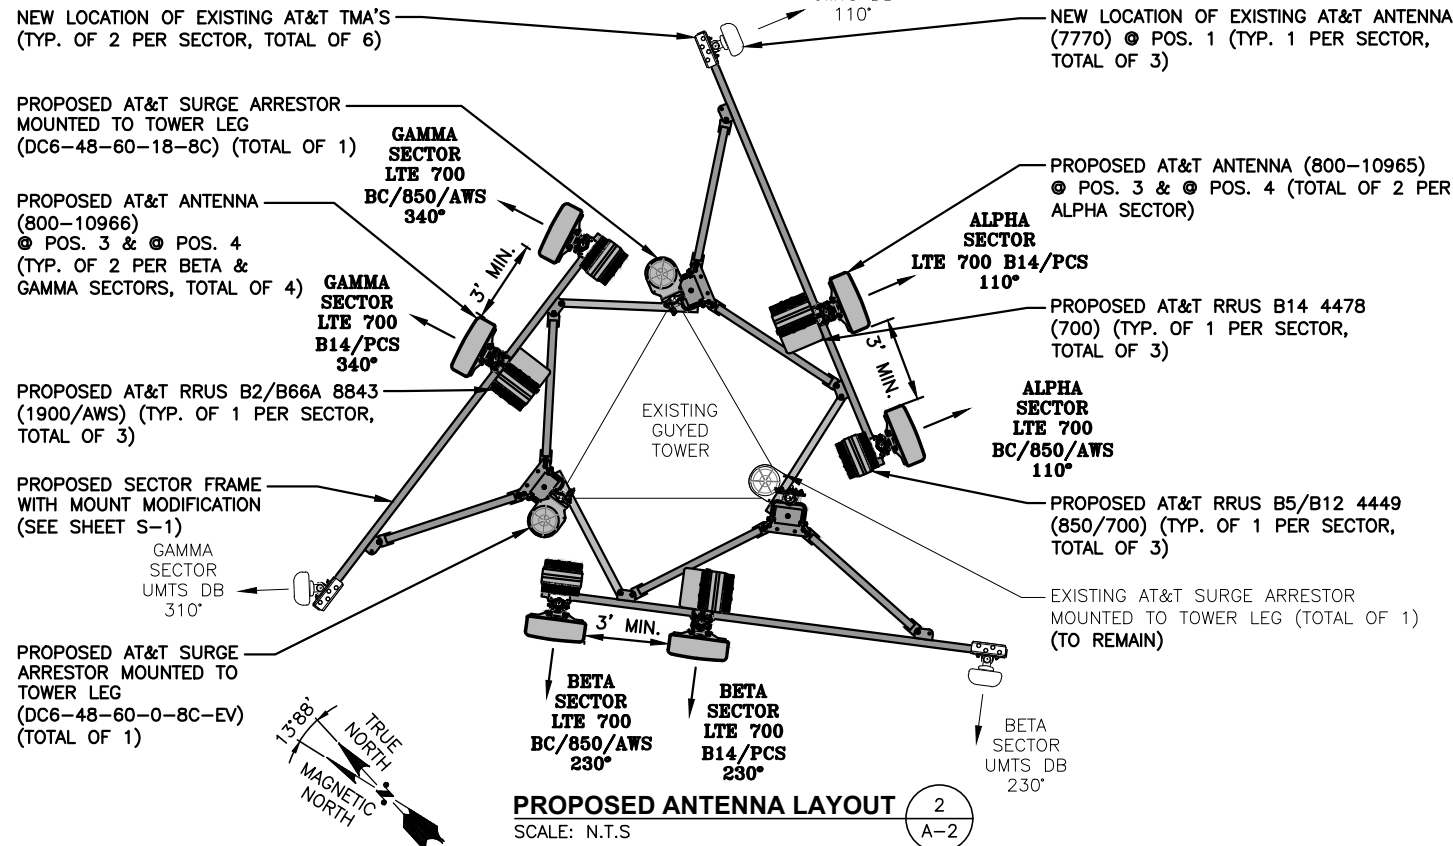 NEW LOCATION OF EXISTING AT&T TMA'S
(TYP. OF 2 PER SECTOR, TOTAL OF 6)
PROPOSED AT&T SURGE ARRESTOR
MOUNTED TO TOWER LEG
(DC6-48-60-18-8C) (TOTAL OF 1)
PROPOSED AT&T ANTENNA
(800-10966)
@ POS. 3 & @ POS. 4
(TYP. OF 2 PER BETA &
GAMMA SECTORS, TOTAL OF 4)
PROPOSED AT&T RRUS B2/B66A 8843
(1900/AWS) (TYP. OF 1 PER SECTOR,
TOTAL OF 3)
PROPOSED SECTOR FRAME
WITH MOUNT MODIFICATION
(SEE SHEET S-1)
GAMMA
SECTOR
UMTS DB
310°
PROPOSED AT&T SURGE
ARRESTOR MOUNTED TO
TOWER LEG
(DC6-48-60-0-8C-EV)
(TOTAL OF 1)
GAMMA
SECTOR
LTE 700
BC/850/AWS
340°
3' MIN.
GAMMA
SECTOR
LTE 700
B14/PCS
340°
110°
NEW LOCATION OF EXISTING AT&T ANTENNA
(7770) @ POS. 1 (TYP. 1 PER SECTOR,
TOTAL OF 3)
PROPOSED AT&T ANTENNA (800-10965)
@ POS. 3 & @ POS. 4 (TOTAL OF 2 PER
ALPHA SECTOR)
ALPHA
SECTOR
LTE 700 B14/PCS
110°
PROPOSED AT&T RRUS B14 4478
(700) (TYP. OF 1 PER SECTOR,
TOTAL OF 3)
3' MIN.
ALPHA
SECTOR
LTE 700
BC/850/AWS
110°
PROPOSED AT&T RRUS B5/B12 4449
(850/700) (TYP. OF 1 PER SECTOR,
TOTAL OF 3)
EXISTING AT&T SURGE ARRESTOR
MOUNTED TO TOWER LEG (TOTAL OF 1)
(TO REMAIN)
EXISTING
GUYED
TOWER
3' MIN.
BETA
SECTOR
LTE 700
BC/850/AWS
230°
BETA
SECTOR
LTE 700
B14/PCS
230°
BETA
SECTOR
UMTS DB
230°
13°88'
TRUE
NORTH
MAGNETIC
NORTH
N
PROPOSED ANTENNA LAYOUT
SCALE: N.T.S
2
A-2